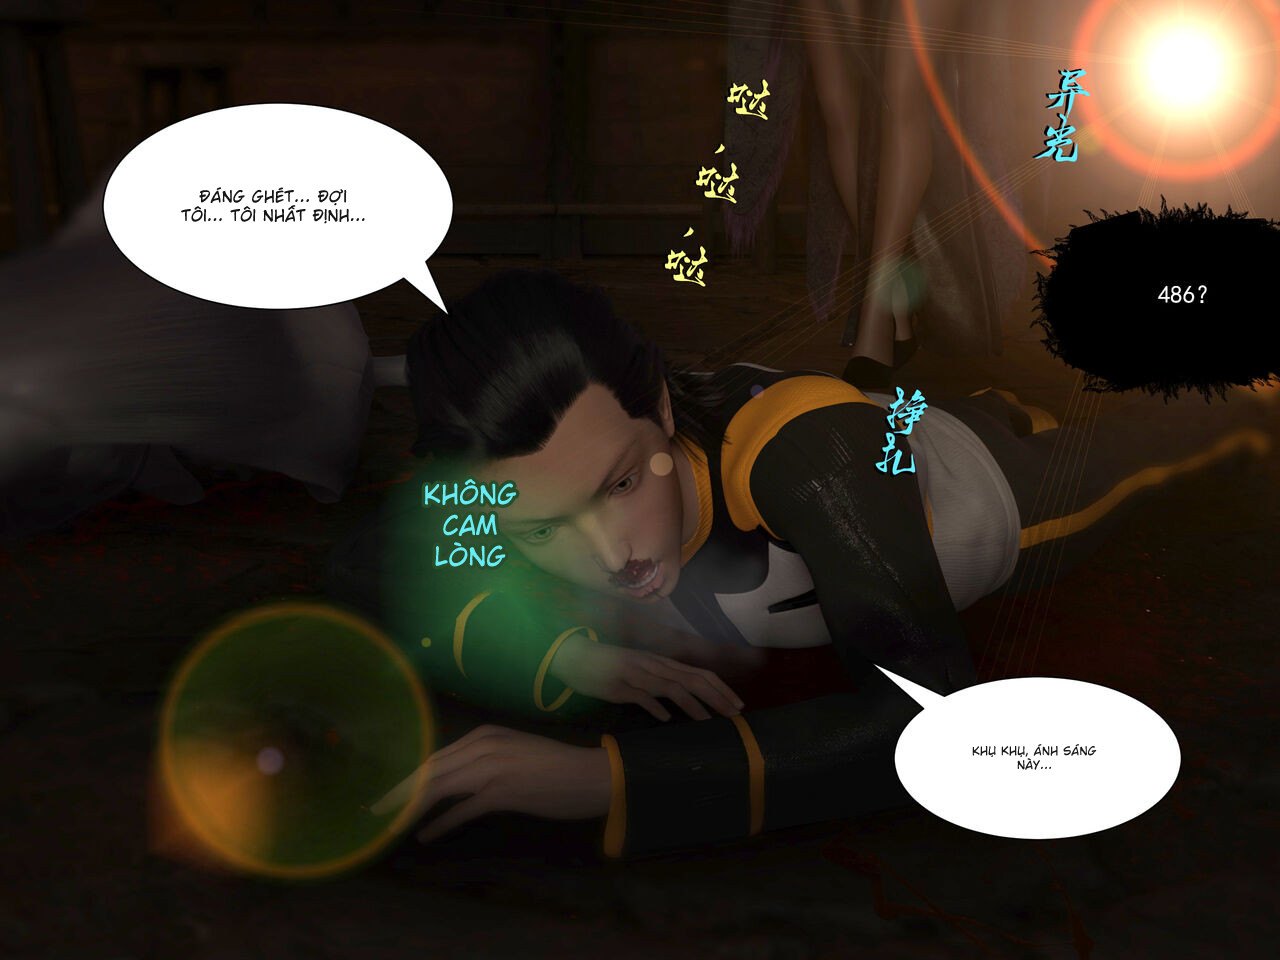 ĐÁNG GHÉT... ĐỢI
TÔI... TÔI NHẤT ĐỊNH...
哒、哒、哒
异光
486?
挣扎
KHÔNG
CAM
LÒNG
KHỤ KHỤ, ÁNH SÁNG
NÀY...